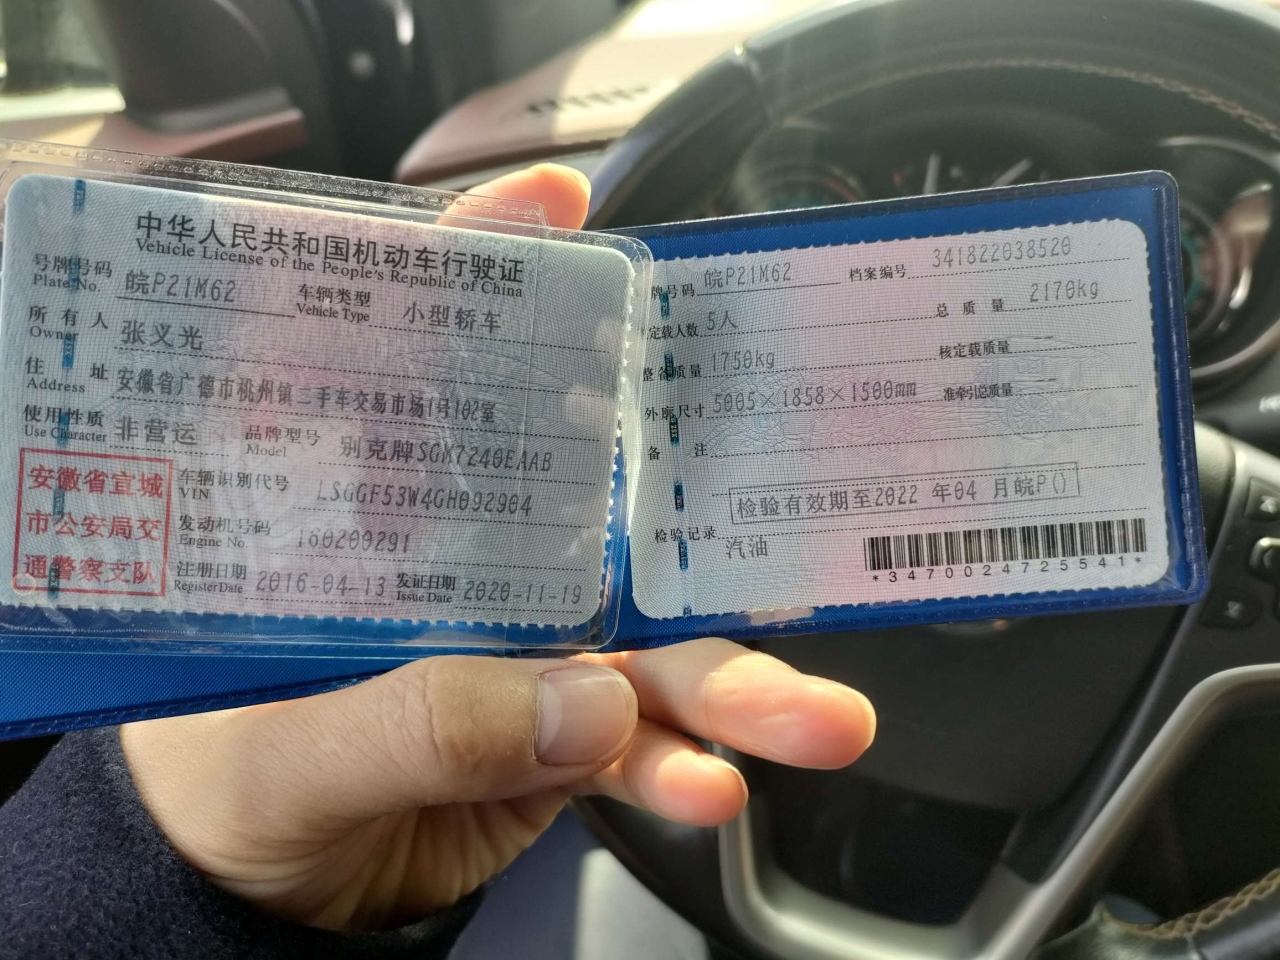 中华人民共和国机动车行驶证
Vehicle License of the People's Republic of China
号牌号码 皖P21M62 车辆类型 小型轿车
Plate No. Vehicle Type
所有人 张义光
Owner
住址 安徽省广德市桃州镇二手车交易市场1号102室
Address
使用性质 非营运 品牌型号 别克牌SGM7240EAAB
Use Character Model
安徽省宣城
市公安局交
通警察支队
车辆识别代号 LSGGF53W4GH092904
VIN
发动机号码 160200291
Engine No.
注册日期 2016-04-13 发证日期 2020-11-19
Register Date Issue Date
牌号码 皖P21M62 档案编号 341822038520
定载人数 5人 总质量 2170kg
整备质量 1750kg 核定载质量 --
外廓尺寸 5005×1858×1500mm 准牵引总质量 --
备注
检验有效期至2022 年04 月皖P()
检验记录
汽油
*3470024725541*